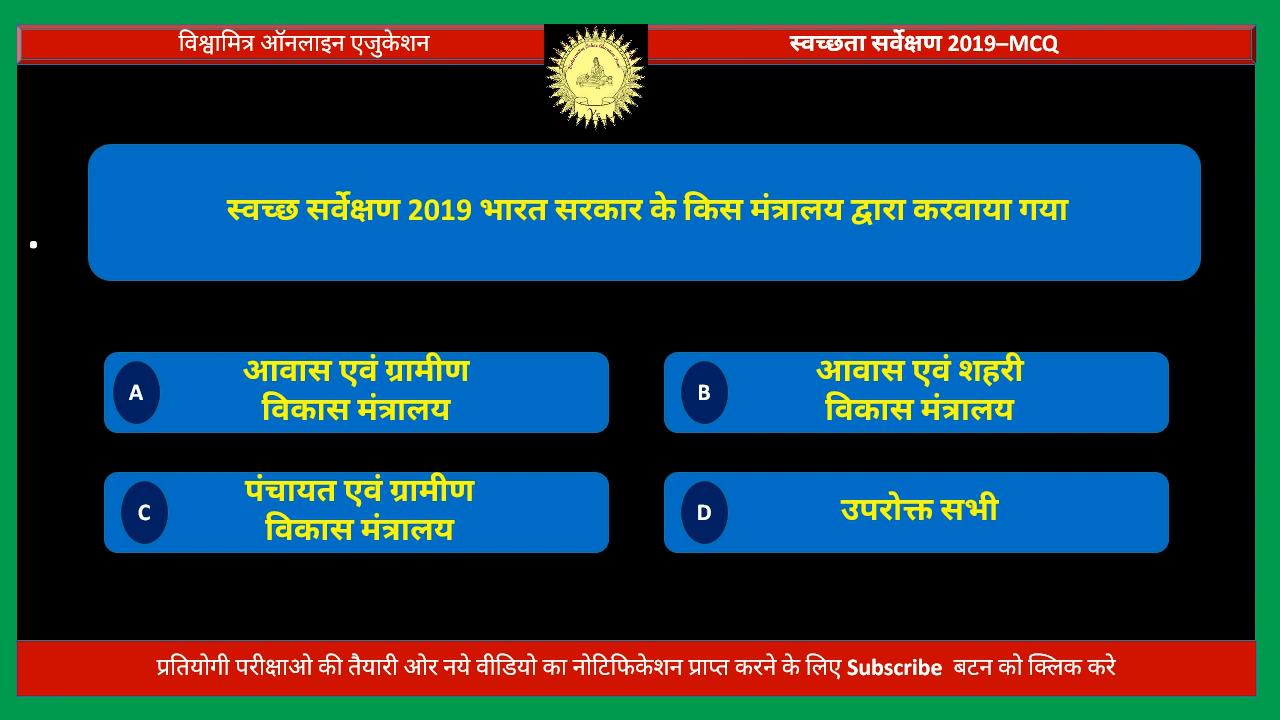 विश्वामित्र ऑनलाइन एजुकेशन
स्वच्छता सर्वेक्षण 2019–MCQ
स्वच्छ सर्वेक्षण 2019 भारत सरकार के किस मंत्रालय द्वारा करवाया गया
A
आवास एवं ग्रामीण
विकास मंत्रालय
B
आवास एवं शहरी
विकास मंत्रालय
C
पंचायत एवं ग्रामीण
विकास मंत्रालय
D
उपरोक्त सभी
प्रतियोगी परीक्षाओ की तैयारी ओर नये वीडियो का नोटिफिकेशन प्राप्त करने के लिए Subscribe बटन को क्लिक करे